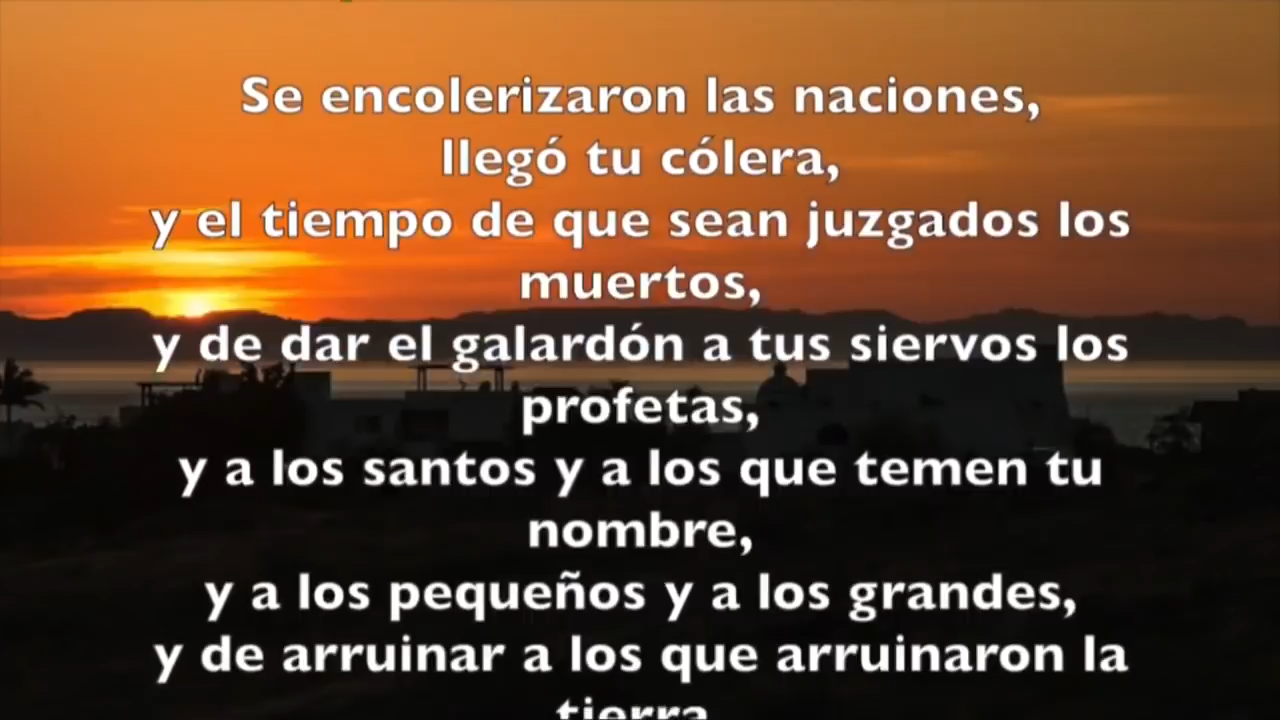 Se encolerizaron las naciones,
llegó tu cólera,
y el tiempo de que sean juzgados los
muertos,
y de dar el galardón a tus siervos los
profetas,
y a los santos y a los que temen tu
nombre,
y a los pequeños y a los grandes,
y de arruinar a los que arruinaron la
tierra